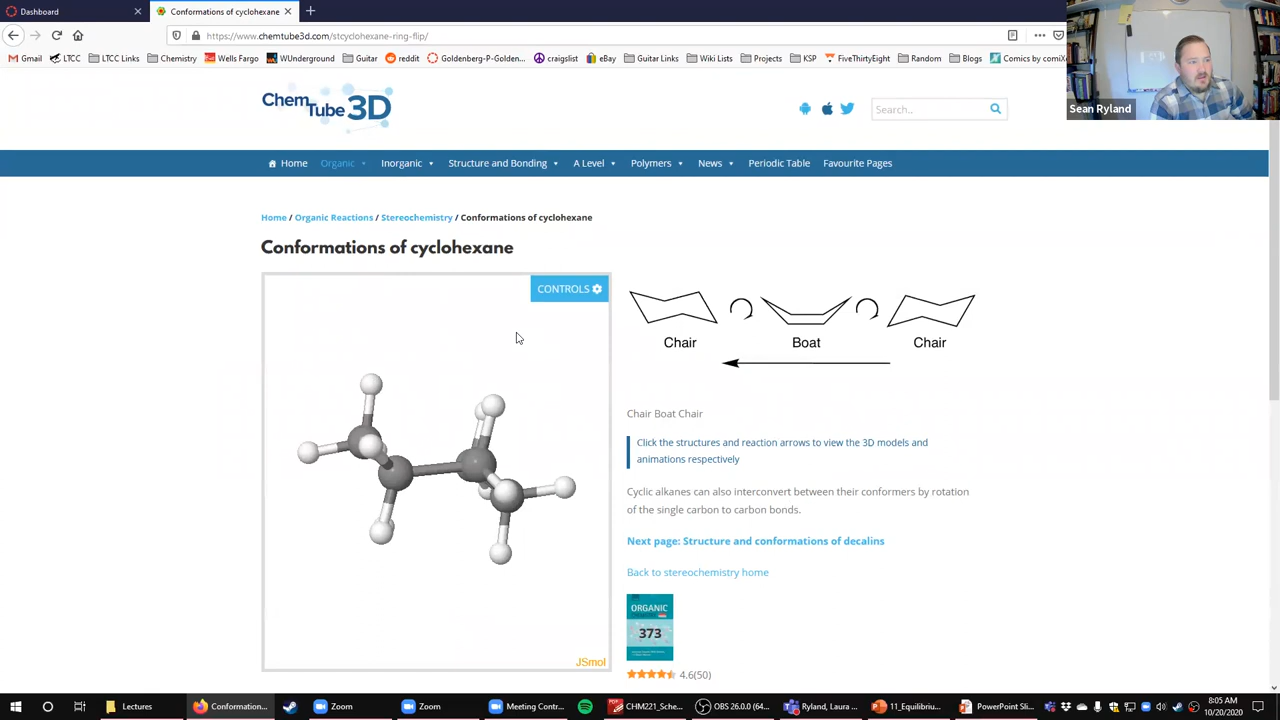 Dashboard
Conformations of cyclohexane
https://www.chemtube3d.com/stcyclohexane-ring-flip/
Gmail LTCC LTCC Links Chemistry Wells Fargo WUnderground Guitar reddit Goldenberg-P-Golden... craigslist eBay Guitar Links Wiki Lists Projects KSP FiveThirtyEight Random Blogs Comics by comiXo
Sean Ryland
Chem Tube 3D
Search..
Home Organic Inorganic Structure and Bonding A Level Polymers News Periodic Table Favourite Pages
Home / Organic Reactions / Stereochemistry / Conformations of cyclohexane
Conformations of cyclohexane
CONTROLS
Chair Boat Chair
Chair Boat Chair
Click the structures and reaction arrows to view the 3D models and
animations respectively
Cyclic alkanes can also interconvert between their conformers by rotation
of the single carbon to carbon bonds.
Next page: Structure and conformations of decalins
Back to stereochemistry home
ORGANIC
373
JSmol
4.6(50)
Conformation... Lectures Zoom Zoom Meeting Contr... CHM221_Sche... OBS 26.0.0 (64... Ryland, Laura ... 11_Equilibriu... PowerPoint Sli...
8:05 AM
10/20/2020